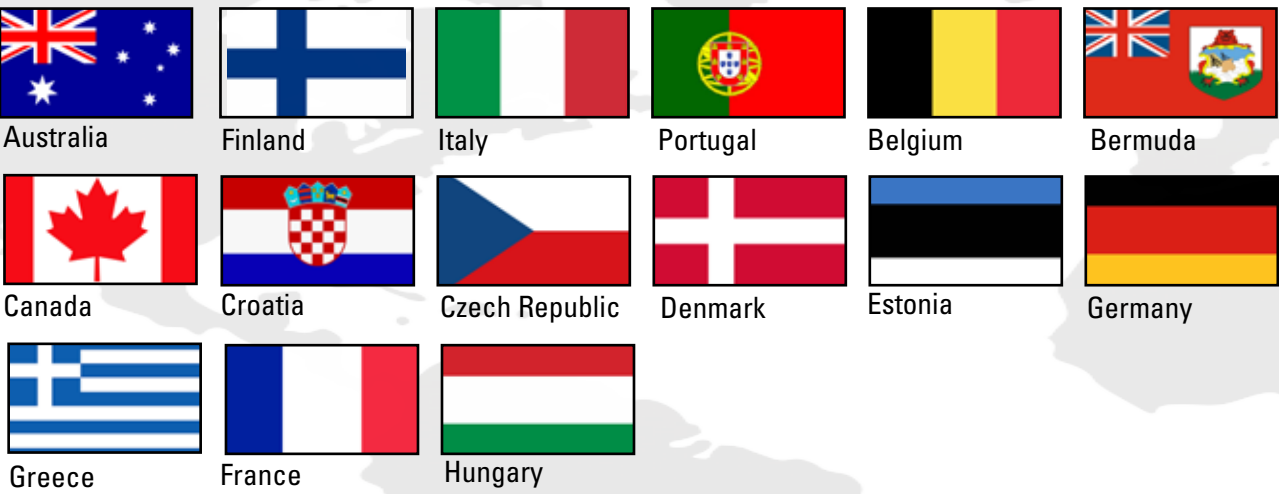 Australia
Finland
Italy
Portugal
Belgium
Bermuda
Canada
Croatia
Czech Republic
Denmark
Estonia
Germany
Greece
France
Hungary